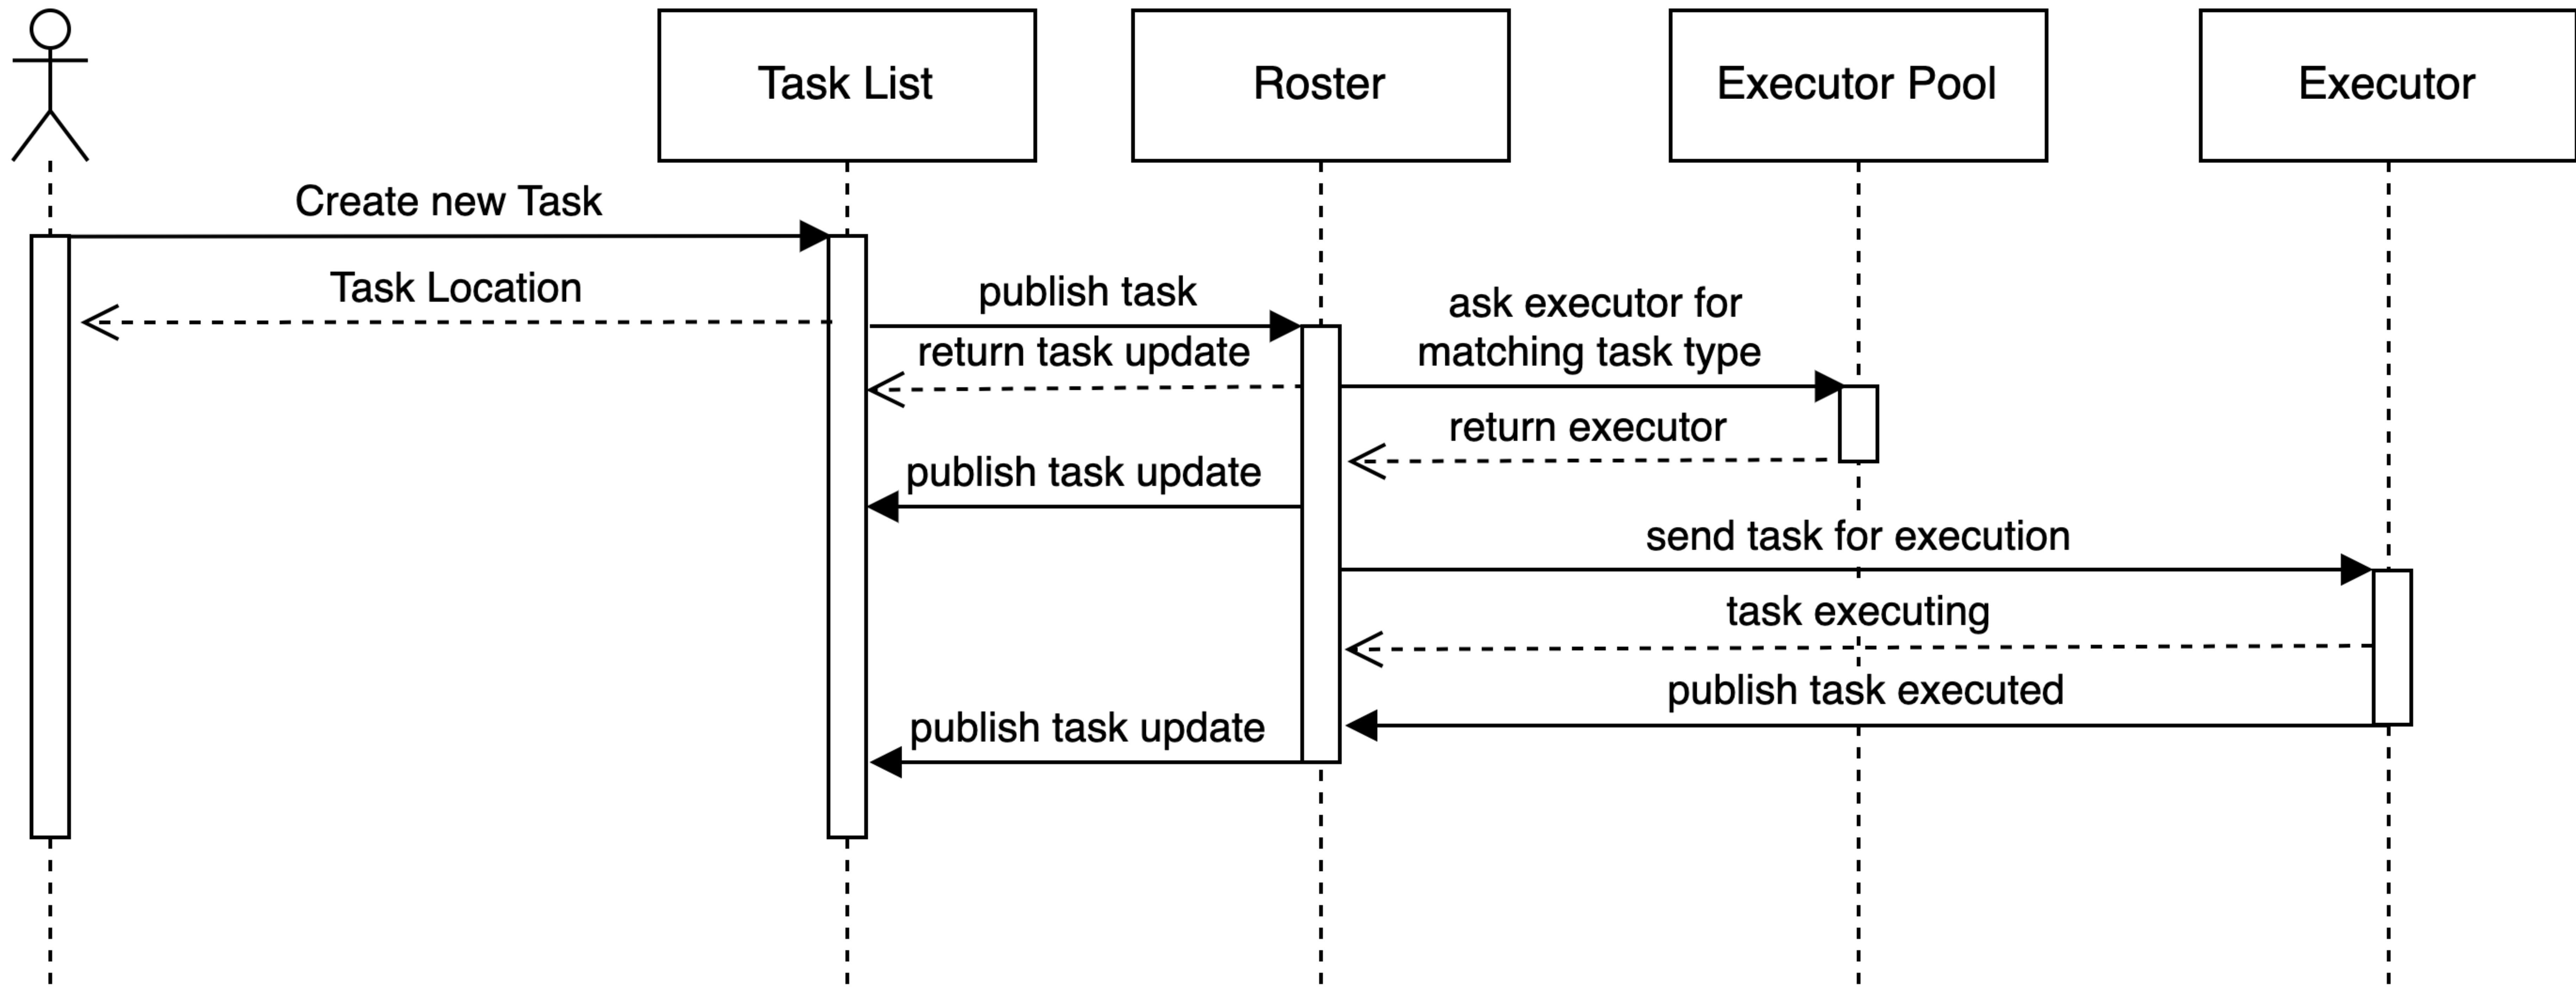 Task List
Roster
Executor Pool
Executor
Create new Task
Task Location
publish task
ask executor for
matching task type
return task update
return executor
publish task update
send task for execution
task executing
publish task executed
publish task update